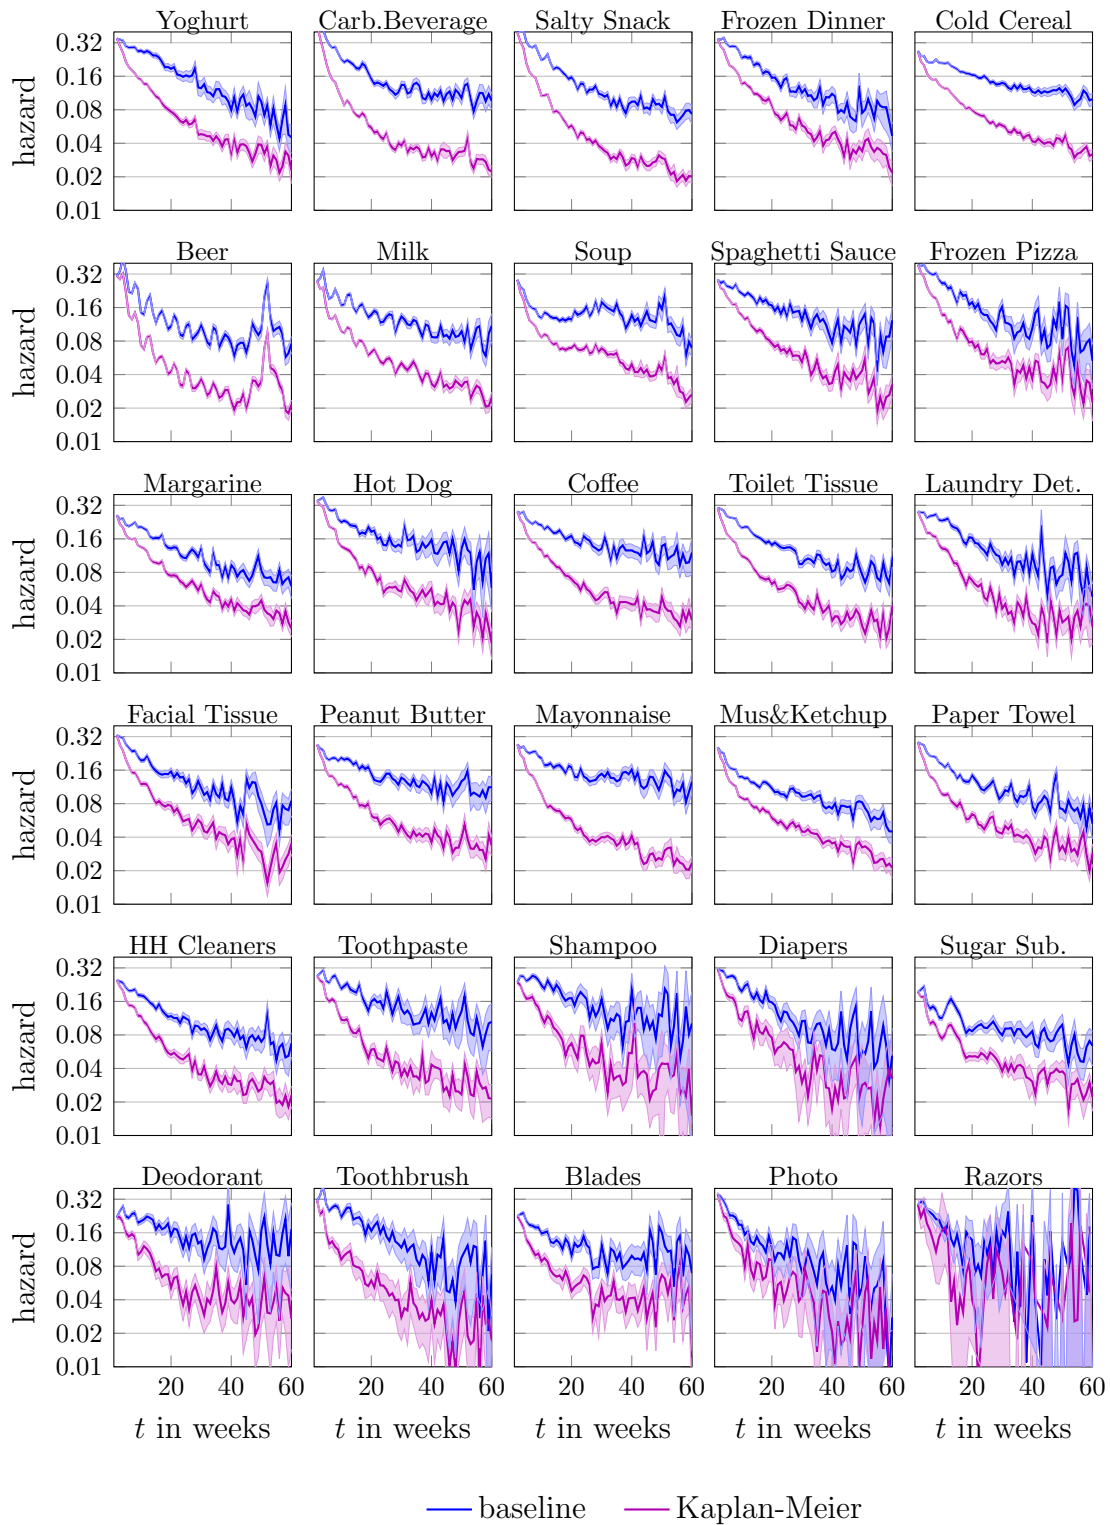 Yoghurt Carb.Beverage Salty Snack Frozen Dinner Cold Cereal
0.32
0.16
0.08
0.04
0.02
0.01
hazard
Beer Milk Soup Spaghetti Sauce Frozen Pizza
0.32
0.16
0.08
0.04
0.02
0.01
hazard
Margarine Hot Dog Coffee Toilet Tissue Laundry Det.
0.32
0.16
0.08
0.04
0.02
0.01
hazard
Facial Tissue Peanut Butter Mayonnaise Mus&Ketchup Paper Towel
0.32
0.16
0.08
0.04
0.02
0.01
hazard
HH Cleaners Toothpaste Shampoo Diapers Sugar Sub.
0.32
0.16
0.08
0.04
0.02
0.01
hazard
Deodorant Toothbrush Blades Photo Razors
0.32
0.16
0.08
0.04
0.02
0.01
hazard
20 40 60 20 40 60 20 40 60 20 40 60 20 40 60
t in weeks t in weeks t in weeks t in weeks t in weeks
baseline Kaplan-Meier